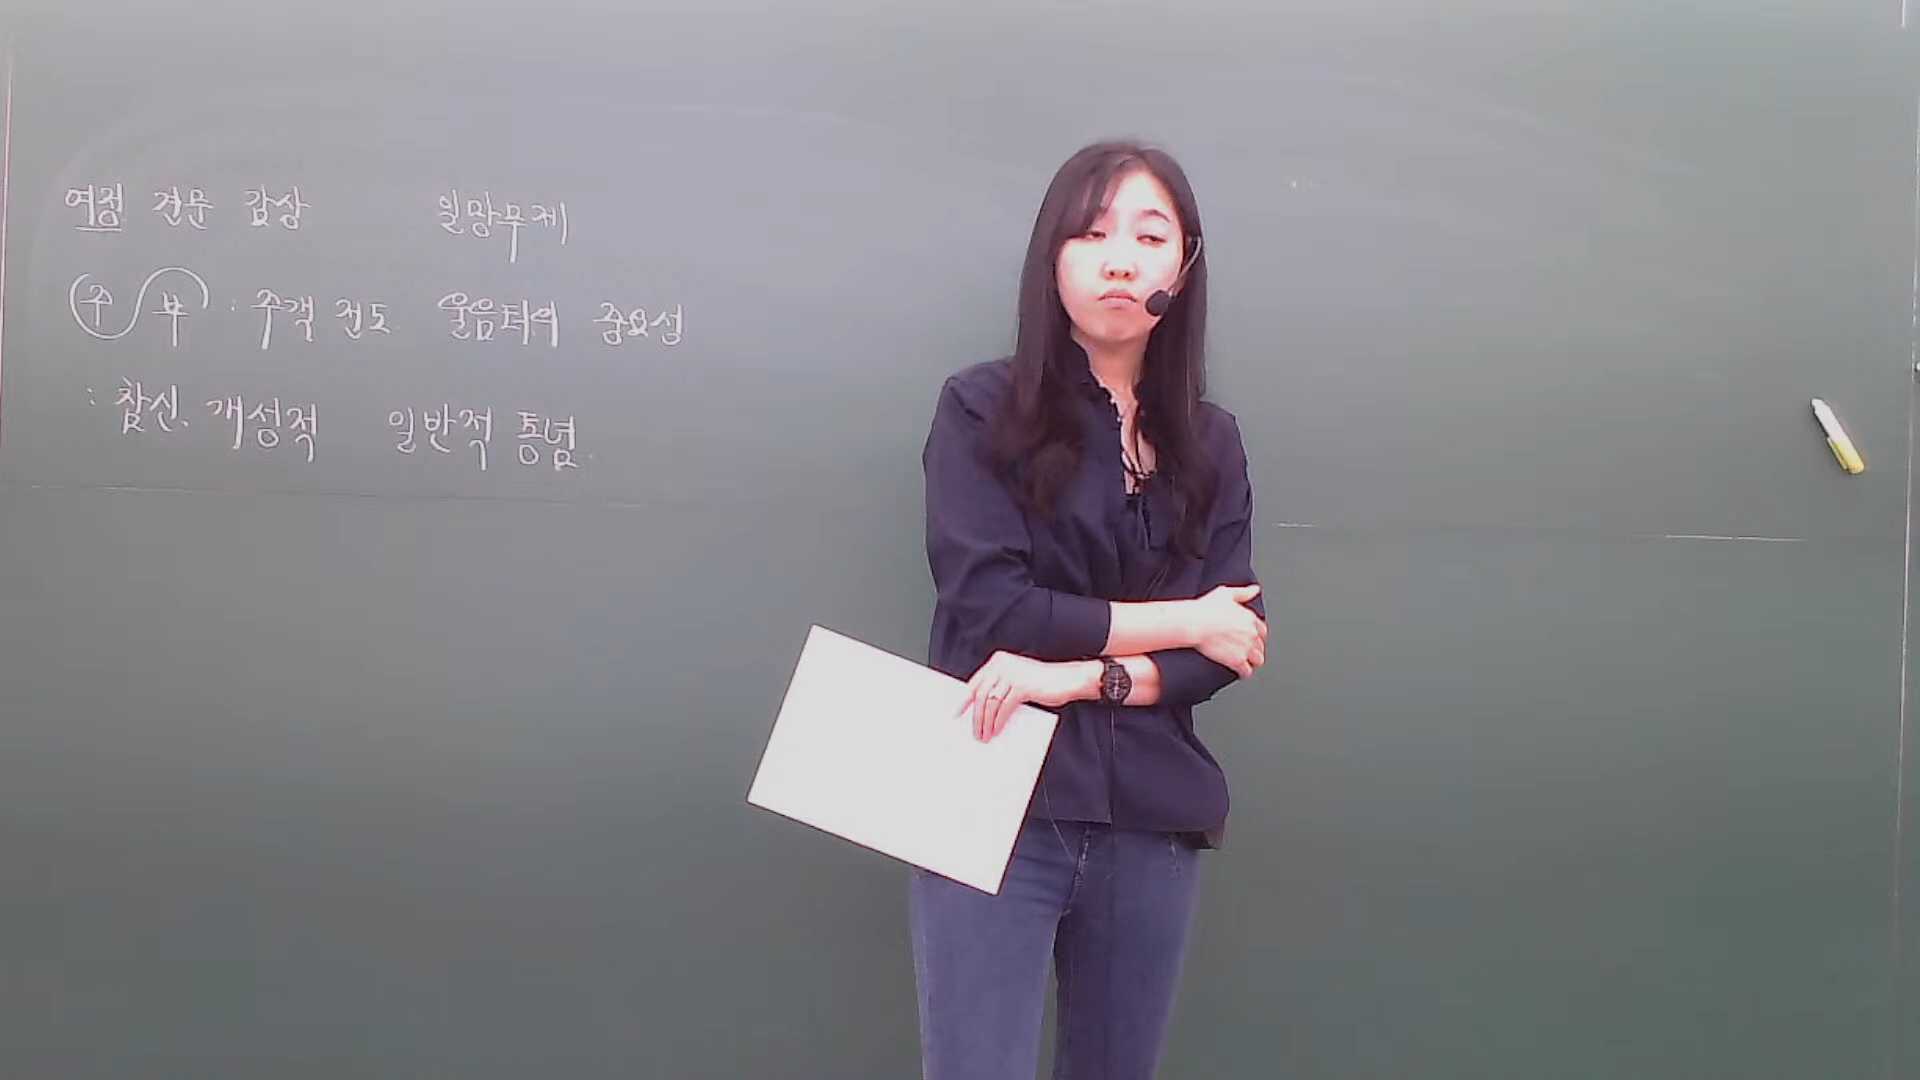 여정 견문 감상 일망무제
주 부 : 주객 전도 울음터의 중요성
: 참신, 개성적 일반적 통념